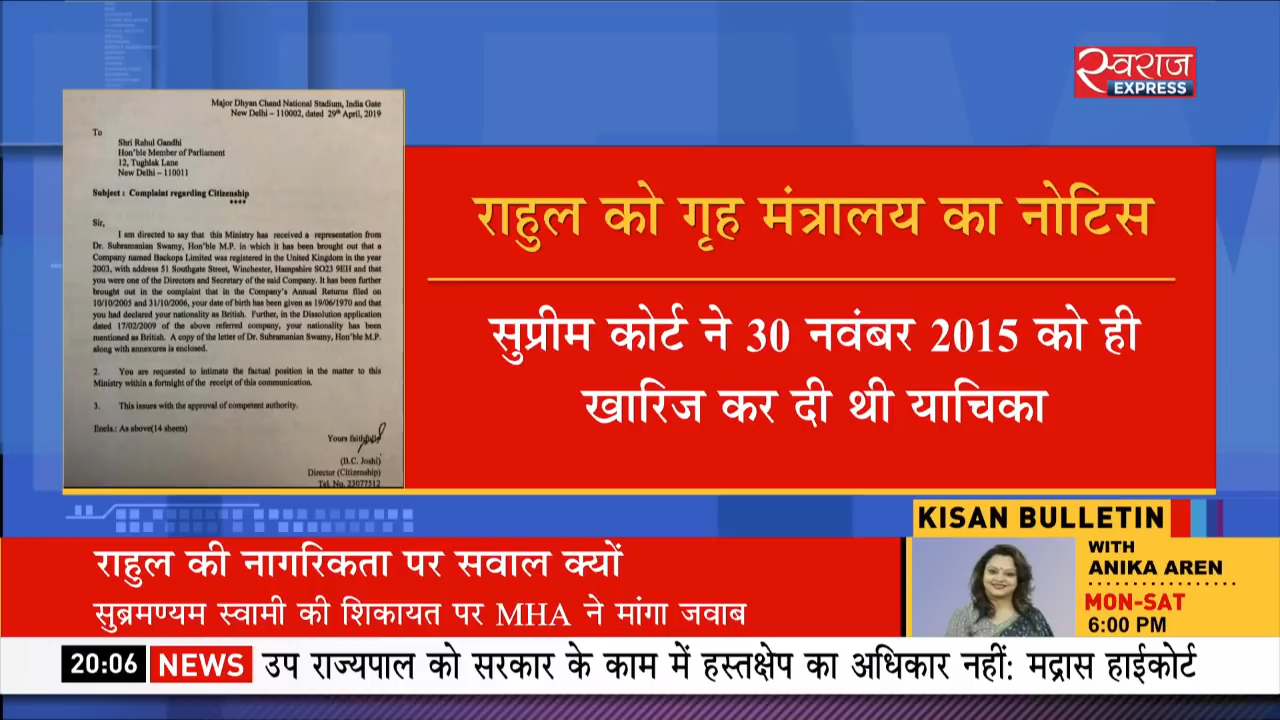 स्वराज
EXPRESS
Major Dhyan Chand National Stadium, India Gate
New Delhi – 110002, dated 29th April, 2019
To
Shri Rahul Gandhi
Hon'ble Member of Parliament
12, Tughlak Lane
New Delhi – 110011
Subject : Complaint regarding Citizenship
****
Sir,
I am directed to say that this Ministry has received a representation from
Dr. Subramanian Swamy, Hon'ble M.P. in which it has been brought out that a
Company named Backops Limited was registered in the United Kingdom in the year
2003, with address 51 Southgate Street, Winchester, Hampshire SO23 9EH and that
you were one of the Directors and Secretary of the said Company. It has been further
brought out in the complaint that in the Company's Annual Returns filed on
10/10/2005 and 31/10/2006, your date of birth has been given as 19/06/1970 and that
you had declared your nationality as British. Further, in the Dissolution application
dated 17/02/2009 of the above referred company, your nationality has been
mentioned as British. A copy of the letter of Dr. Subramanian Swamy, Hon'ble M.P.
along with annexures is enclosed.
2. You are requested to intimate the factual position in the matter to this
Ministry within a fortnight of the receipt of this communication.
3. This issues with the approval of competent authority.
Encls.: As above(14 sheets)
Yours faithfully
(B.C. Joshi)
Director (Citizenship)
Tel. No. 23077512
राहुल को गृह मंत्रालय का नोटिस
सुप्रीम कोर्ट ने 30 नवंबर 2015 को ही
खारिज कर दी थी याचिका
KISAN BULLETIN
WITH
ANIKA AREN
MON-SAT
6:00 PM
राहुल की नागरिकता पर सवाल क्यों
सुब्रमण्यम स्वामी की शिकायत पर MHA ने मांगा जवाब
20:06 NEWS उप राज्यपाल को सरकार के काम में हस्तक्षेप का अधिकार नहीं: मद्रास हाईकोर्ट